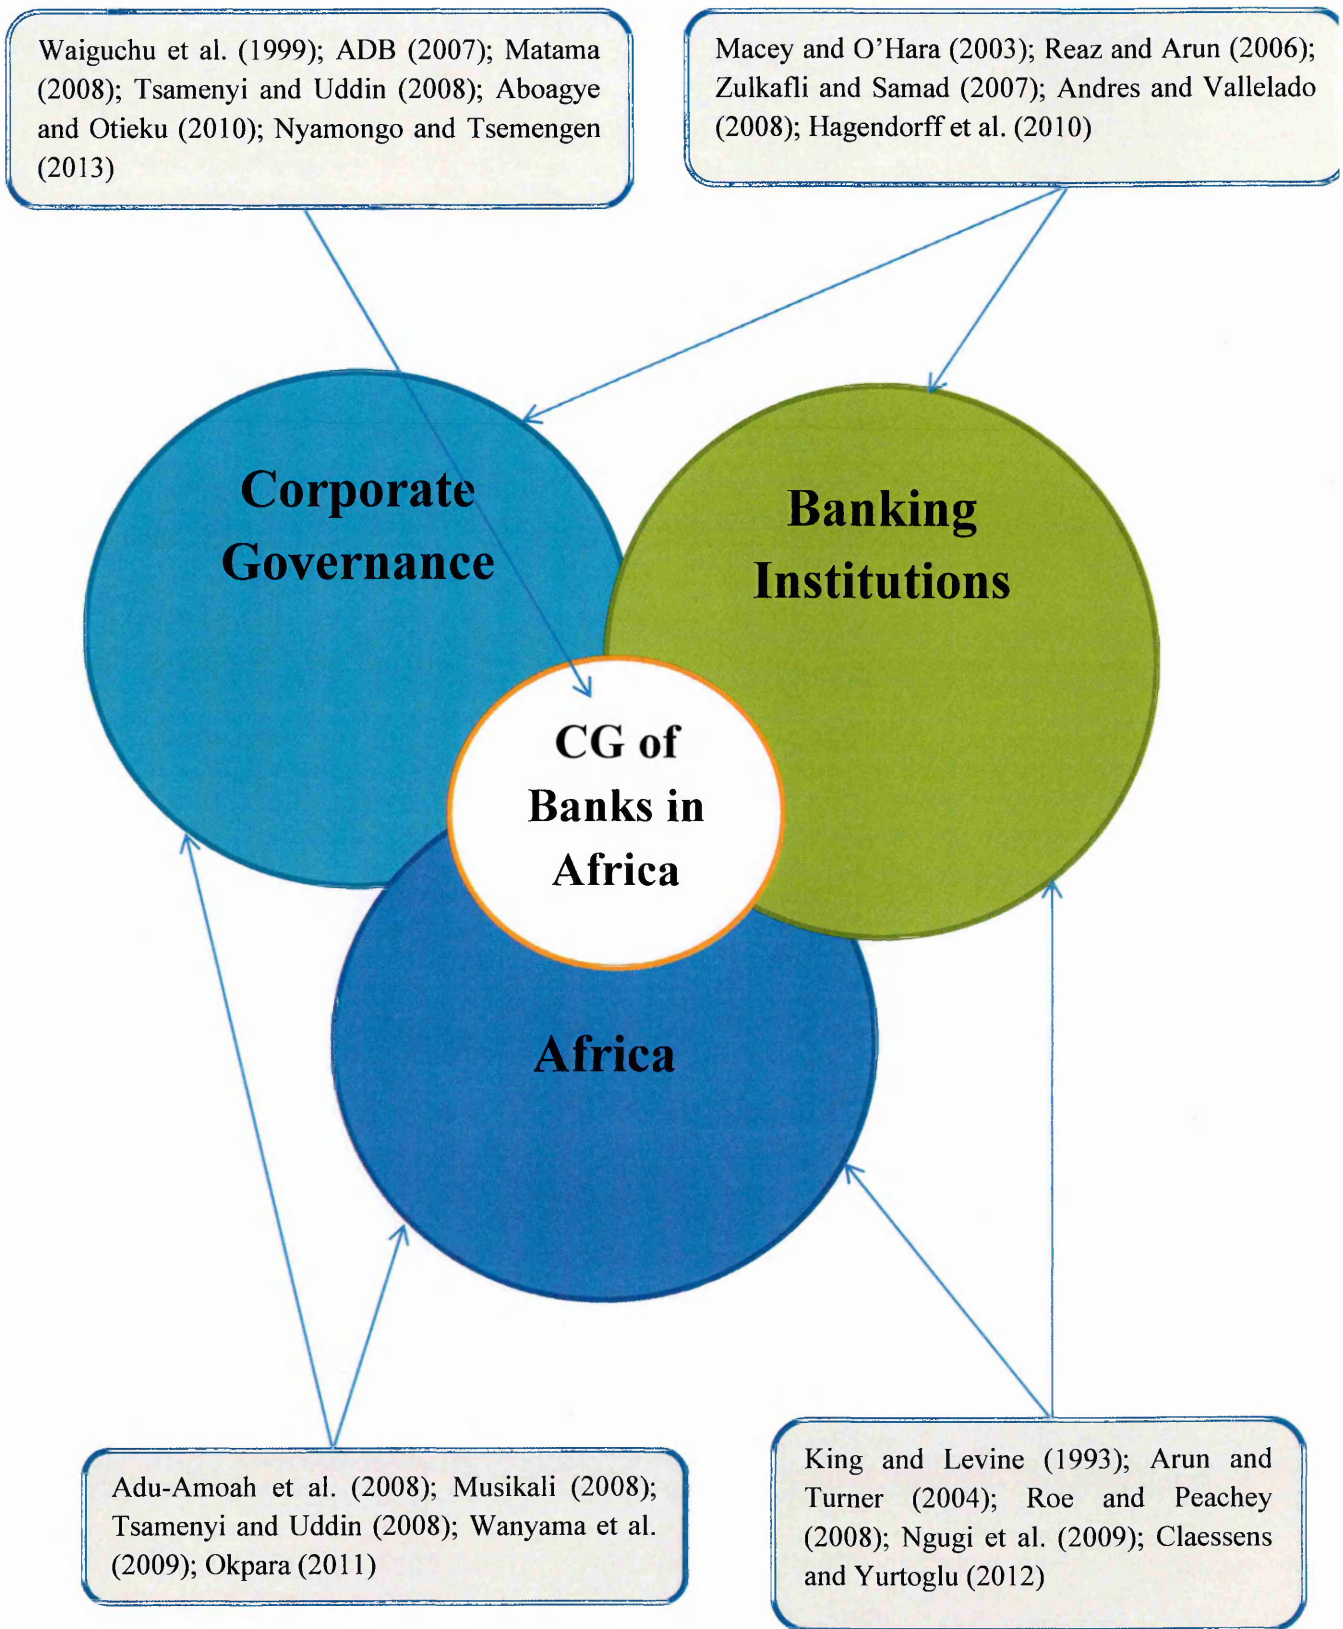 Waiguchu et al. (1999); ADB (2007); Matama
(2008); Tsamenyi and Uddin (2008); Aboagye
and Otieku (2010); Nyamongo and Tsemengen
(2013)
Macey and O'Hara (2003); Reaz and Arun (2006);
Zulkafli and Samad (2007); Andres and Vallelado
(2008); Hagendorff et al. (2010)
Corporate
Governance
Banking
Institutions
CG of
Banks in
Africa
Africa
Adu-Amoah et al. (2008); Musikali (2008);
Tsamenyi and Uddin (2008); Wanyama et al.
(2009); Okpara (2011)
King and Levine (1993); Arun and
Turner (2004); Roe and Peachey
(2008); Ngugi et al. (2009); Claessens
and Yurtoglu (2012)